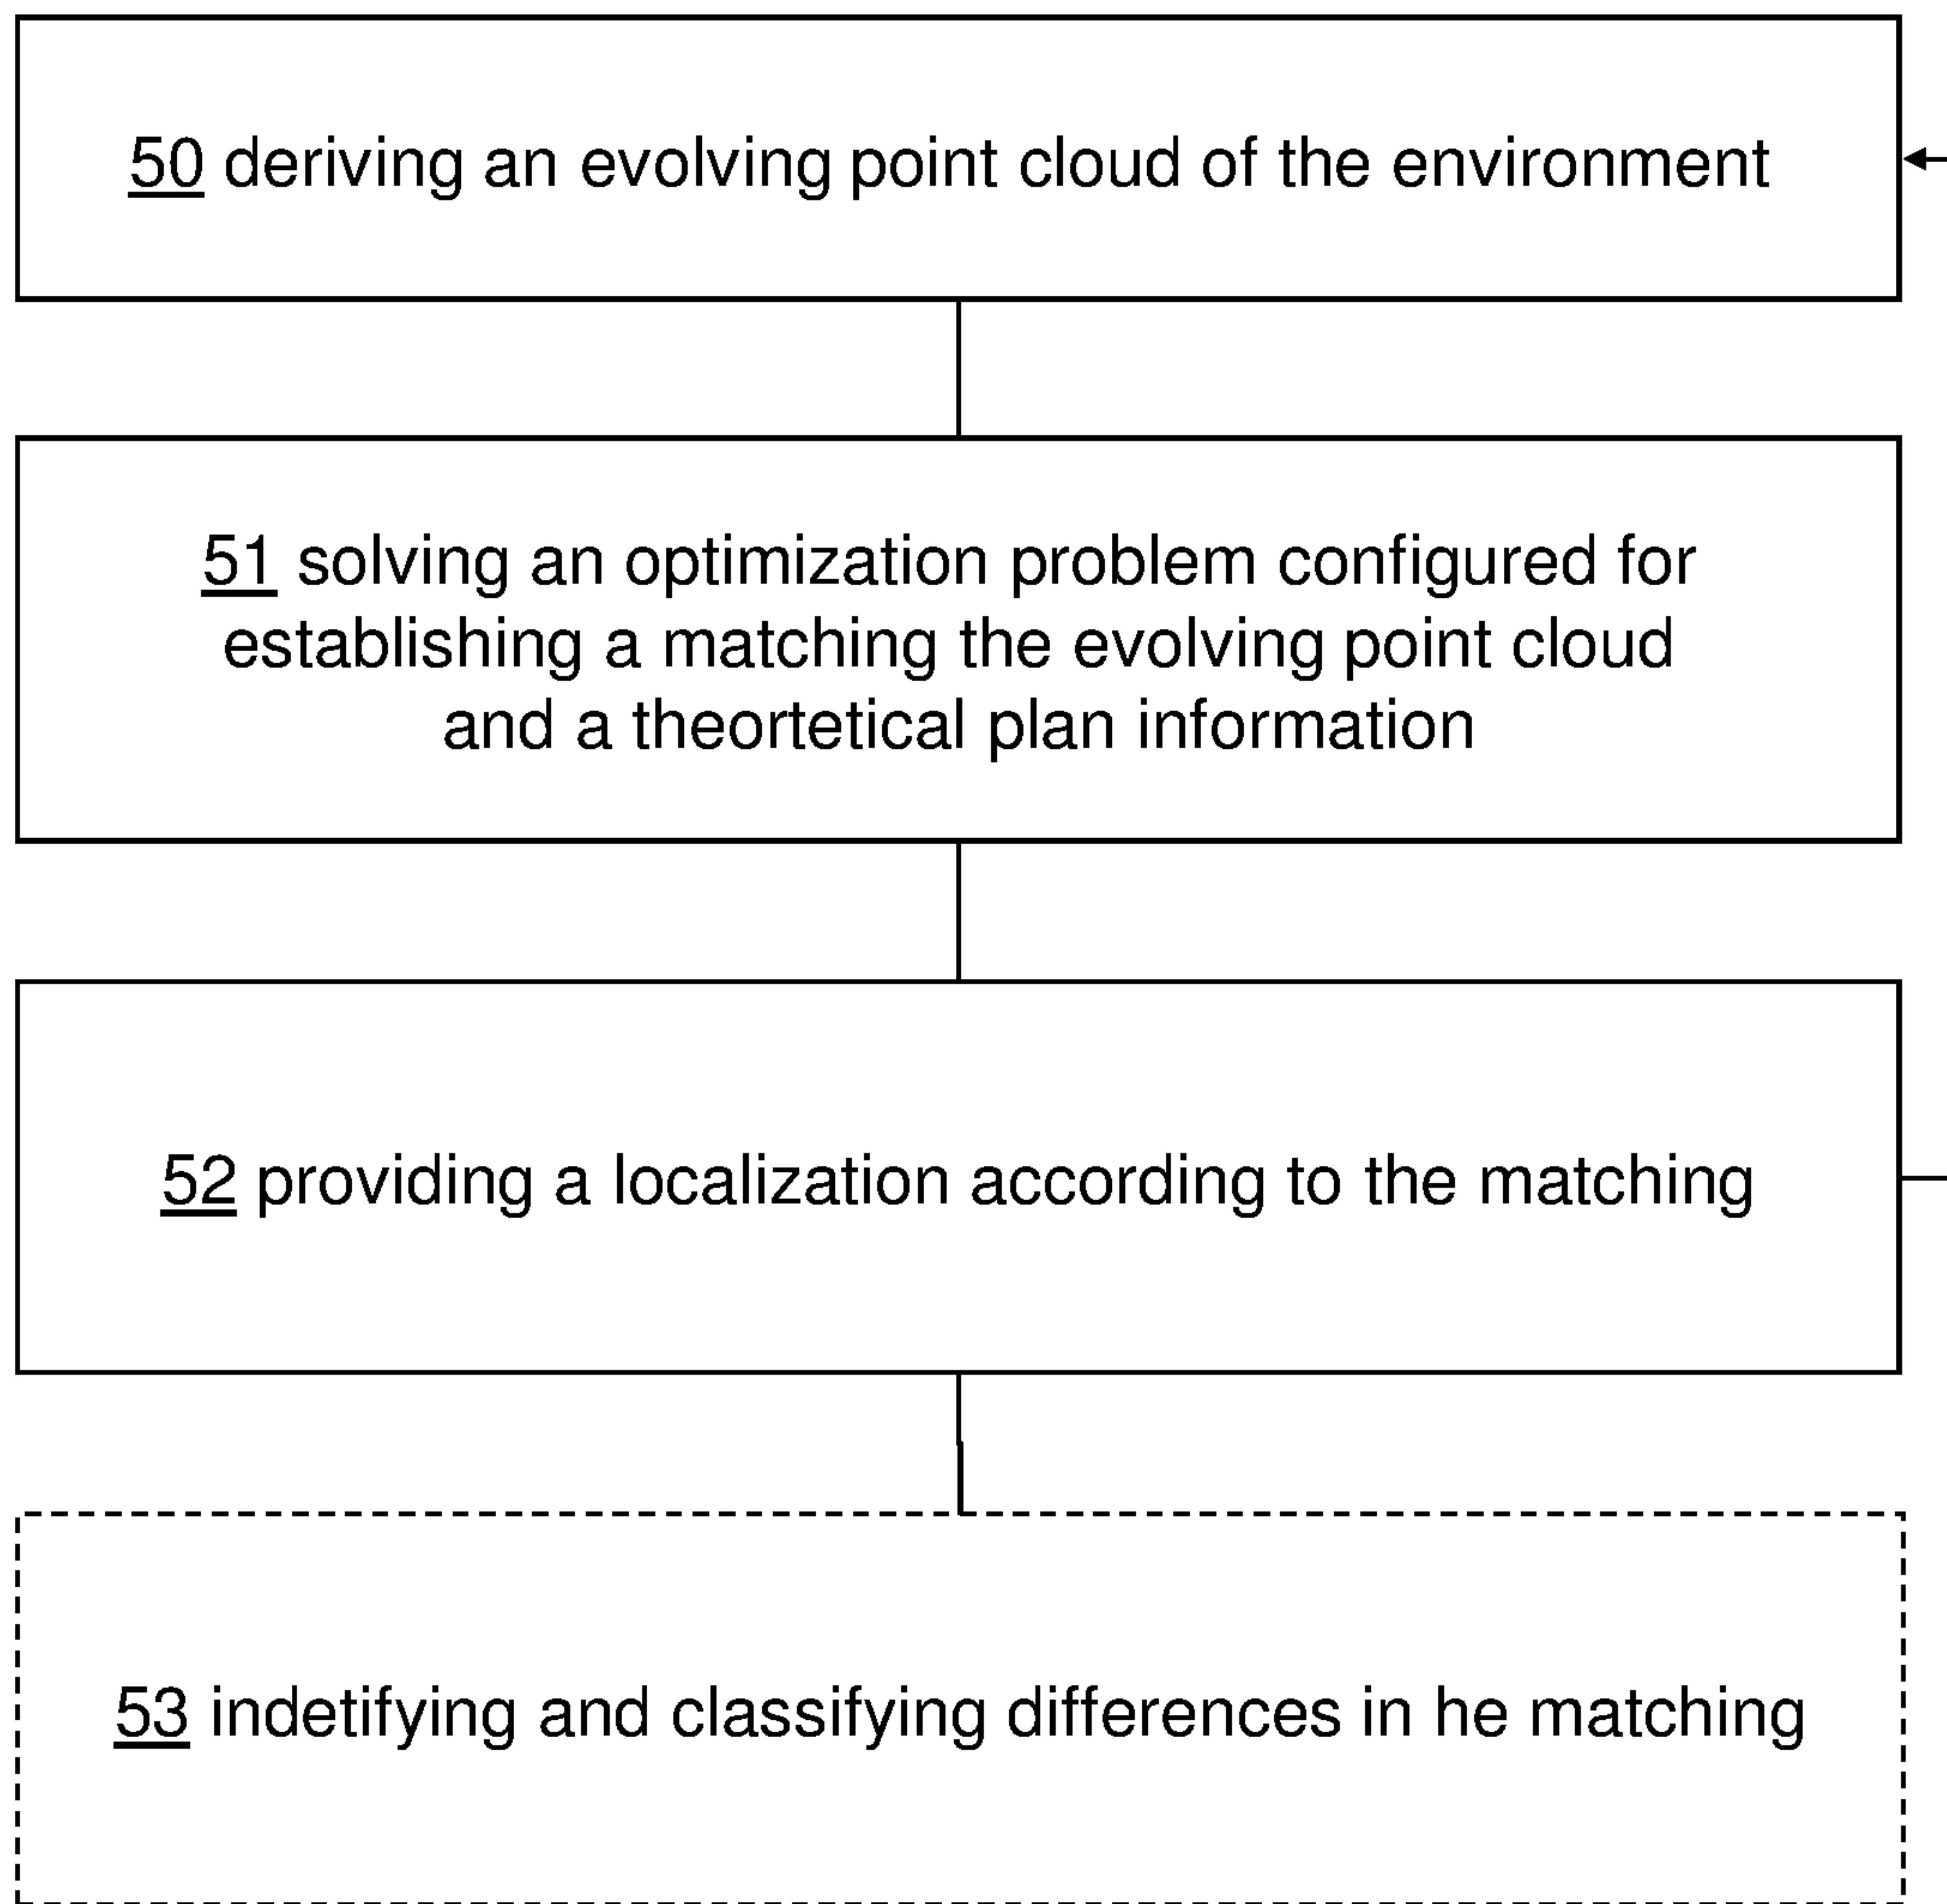 50 deriving an evolving point cloud of the environment
51 solving an optimization problem configured for
establishing a matching the evolving point cloud
and a theortetical plan information
52 providing a localization according to the matching
53 indetifying and classifying differences in he matching